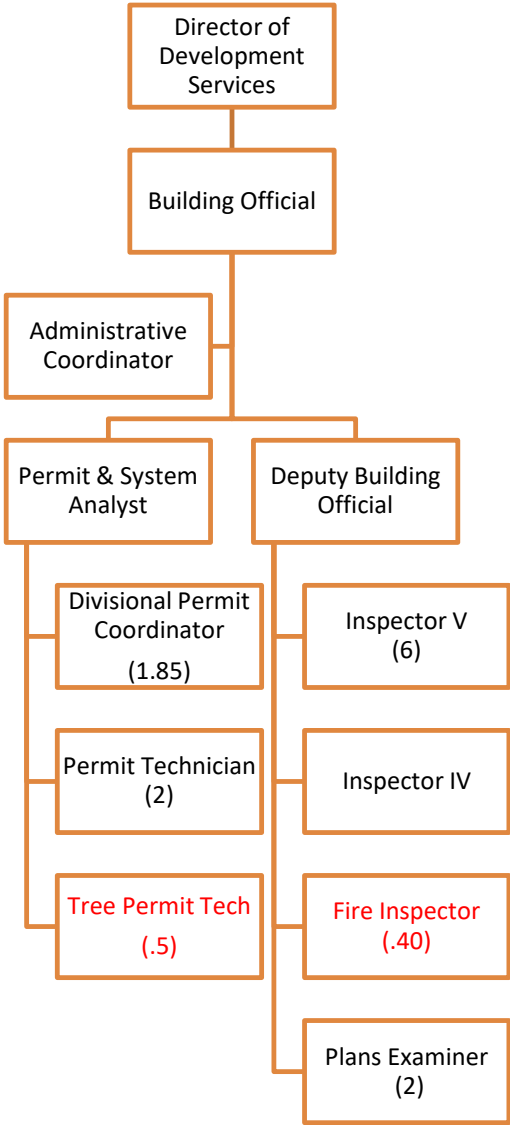 Director of
Development
Services
Building Official
Administrative
Coordinator
Permit & System
Analyst
Deputy Building
Official
Divisional Permit
Coordinator
(1.85)
Inspector V
(6)
Permit Technician
(2)
Inspector IV
Tree Permit Tech
(.5)
Fire Inspector
(.40)
Plans Examiner
(2)